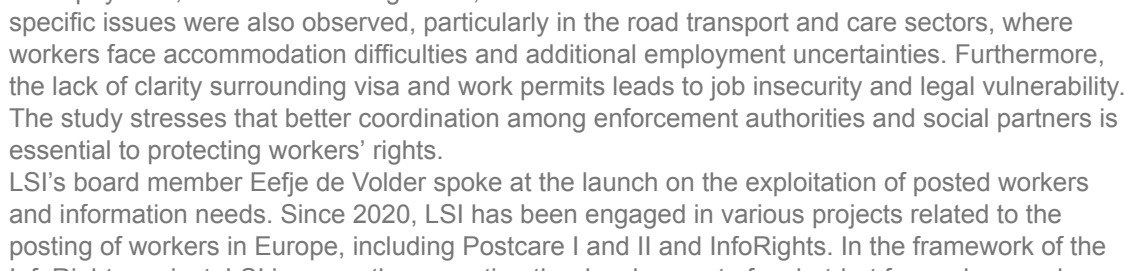 specific issues were also observed, particularly in the road transport and care sectors, where
workers face accommodation difficulties and additional employment uncertainties. Furthermore,
the lack of clarity surrounding visa and work permits leads to job insecurity and legal vulnerability.
The study stresses that better coordination among enforcement authorities and social partners is
essential to protecting workers’ rights.
LSI’s board member Eefje de Volder spoke at the launch on the exploitation of posted workers
and information needs. Since 2020, LSI has been engaged in various projects related to the
posting of workers in Europe, including Postcare I and II and InfoRights. In the framework of the